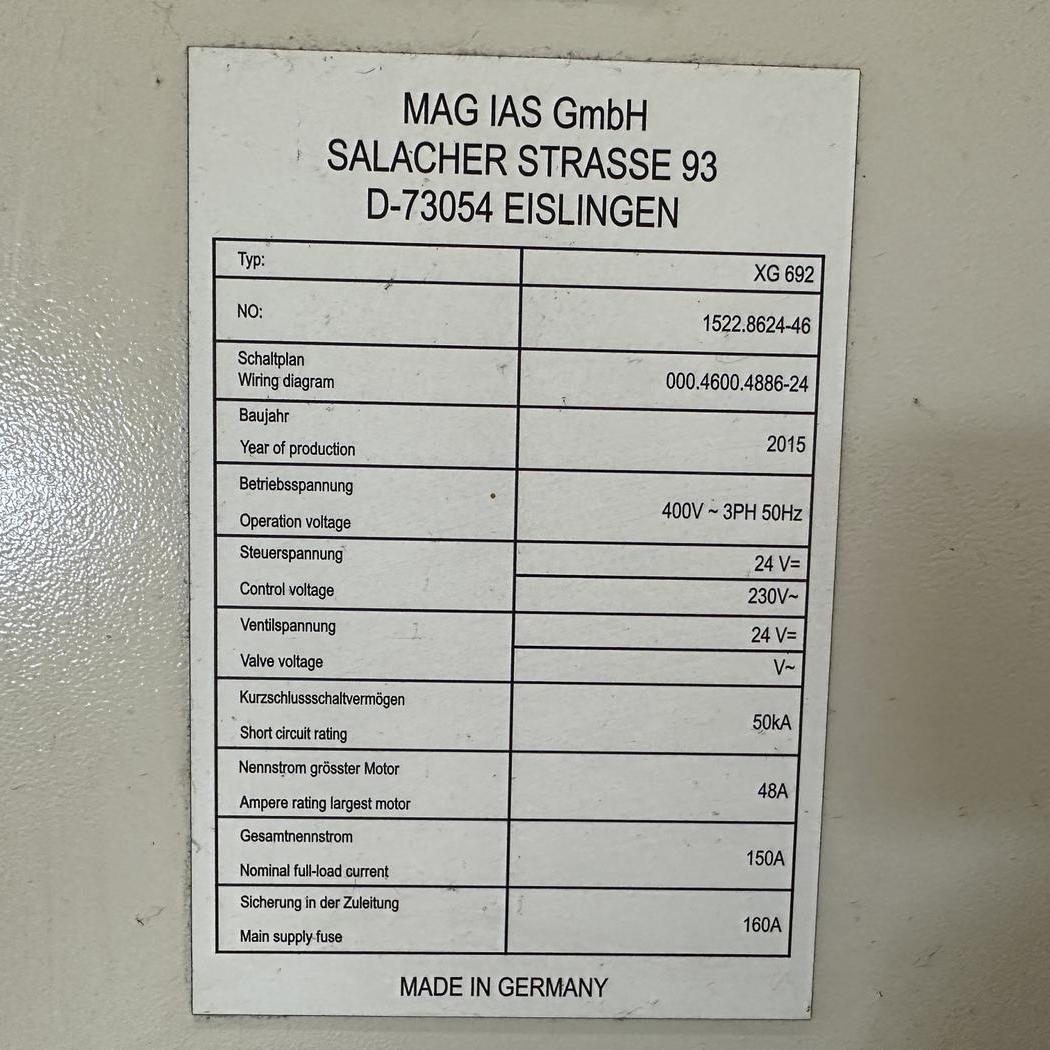 MAG IAS GmbH
SALACHER STRASSE 93
D-73054 EISLINGEN
Typ:
XG 692
NO:
1522.8624-46
Schaltplan
Wiring diagram
000.4600.4886-24
Baujahr
Year of production
2015
Betriebsspannung
Operation voltage
400V ~ 3PH 50Hz
Steuerspannung
Control voltage
24 V=
230V~
Ventilspannung
Valve voltage
24 V=
V~
Kurzschlussschaltvermögen
Short circuit rating
50kA
Nennstrom grösster Motor
Ampere rating largest motor
48A
Gesamtnennstrom
Nominal full-load current
150A
Sicherung in der Zuleitung
Main supply fuse
160A
MADE IN GERMANY